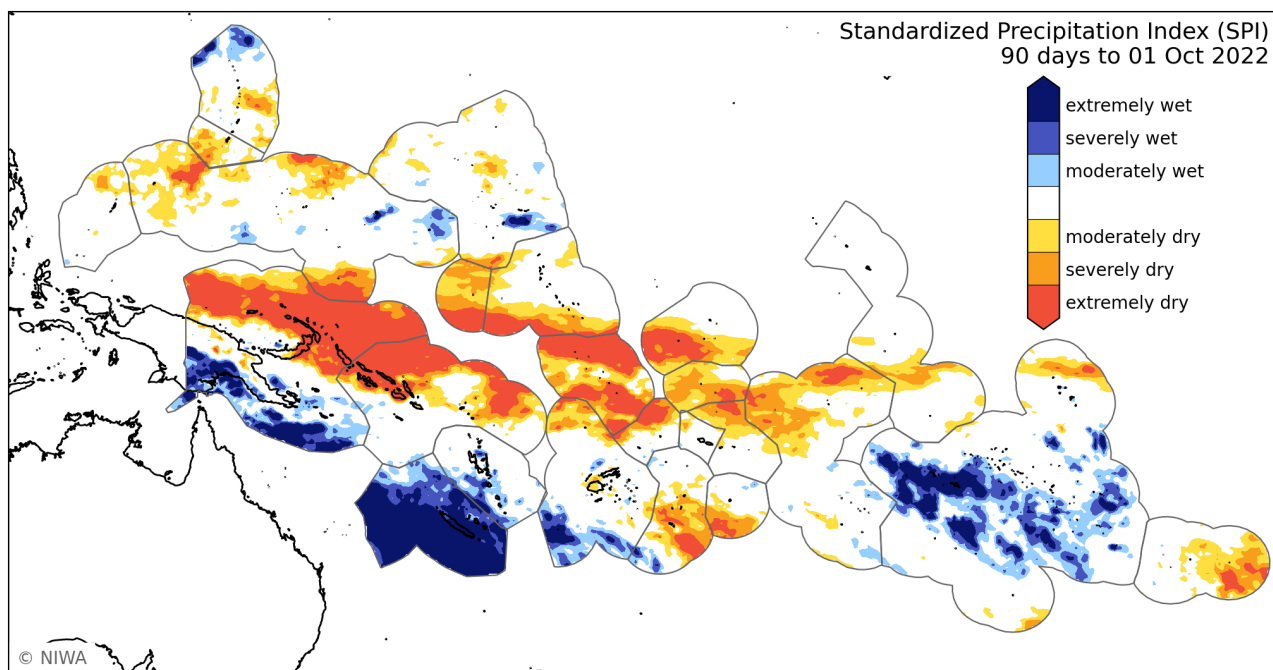 Standardized Precipitation Index (SPI)
90 days to 01 Oct 2022
extremely wet
severely wet
moderately wet
moderately dry
severely dry
extremely dry
© NIWA